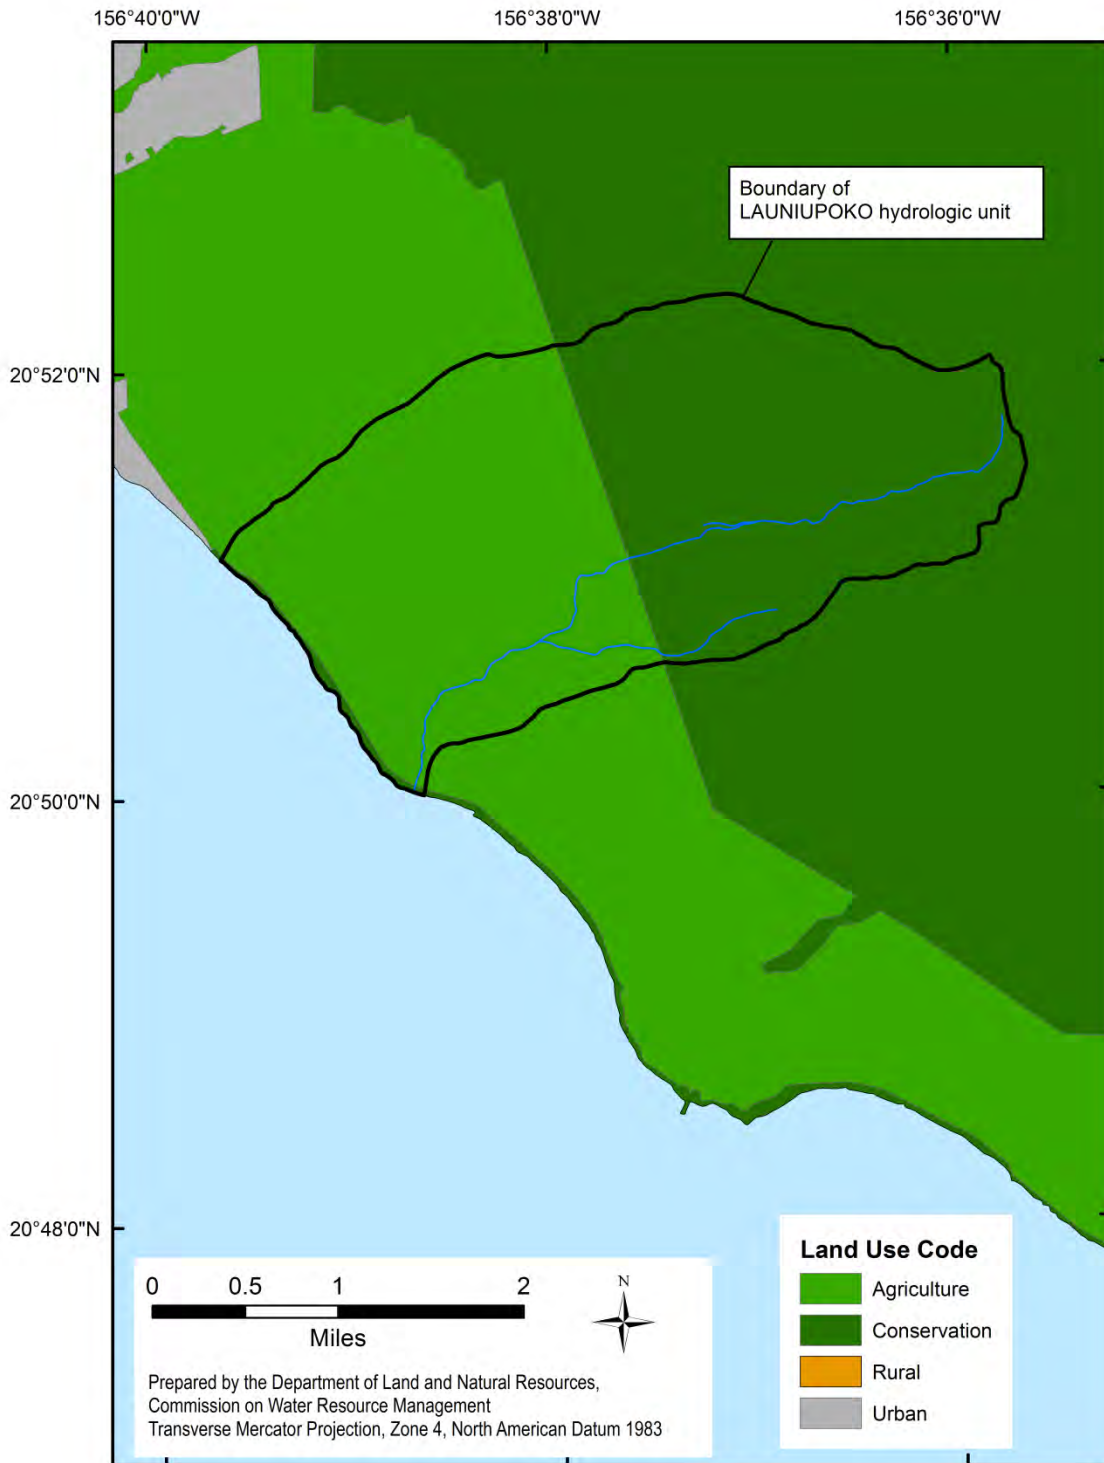 156°40'0"W
156°38'0"W
156°36'0"W
Boundary of
LAUNIUPOKO hydrologic unit
20°52'0"N
20°50'0"N
20°48'0"N
0 0.5 1 2
Miles
N
Prepared by the Department of Land and Natural Resources,
Commission on Water Resource Management
Transverse Mercator Projection, Zone 4, North American Datum 1983
Land Use Code
Agriculture
Conservation
Rural
Urban